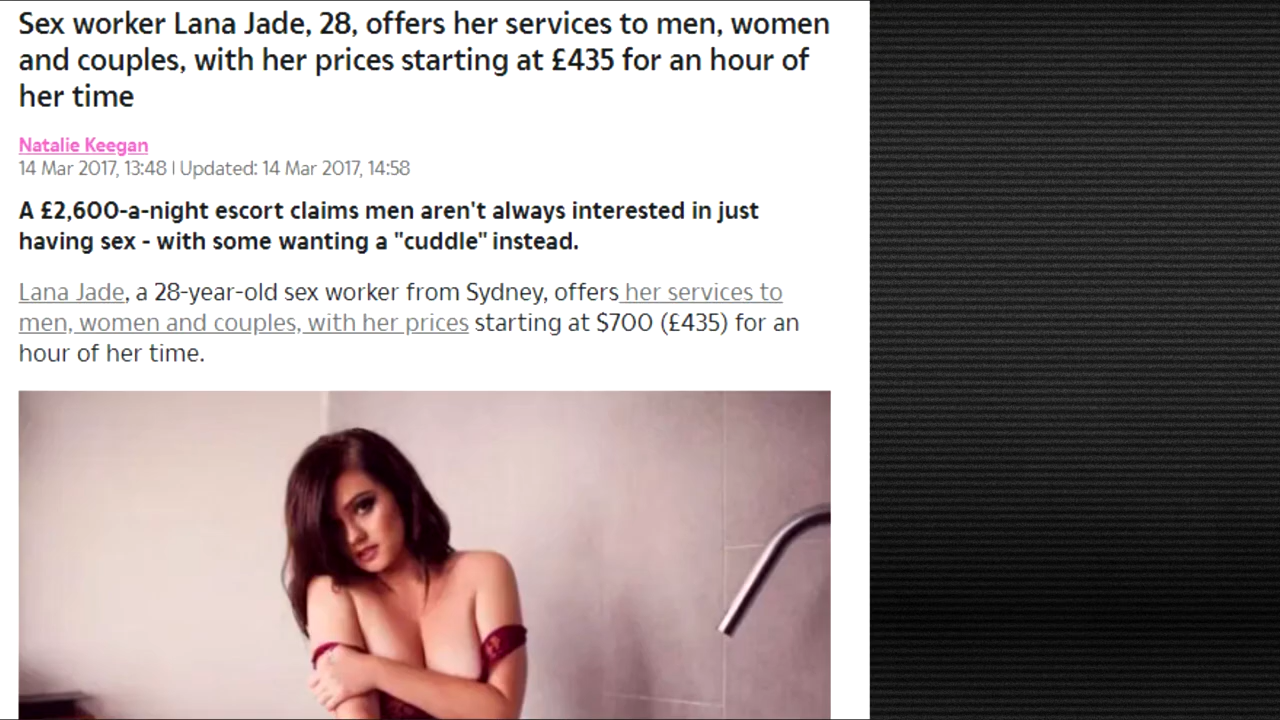 Sex worker Lana Jade, 28, offers her services to men, women
and couples, with her prices starting at £435 for an hour of
her time
Natalie Keegan
14 Mar 2017, 13:48 | Updated: 14 Mar 2017, 14:58
A £2,600-a-night escort claims men aren't always interested in just
having sex - with some wanting a "cuddle" instead.
Lana Jade, a 28-year-old sex worker from Sydney, offers her services to
men, women and couples, with her prices starting at $700 (£435) for an
hour of her time.